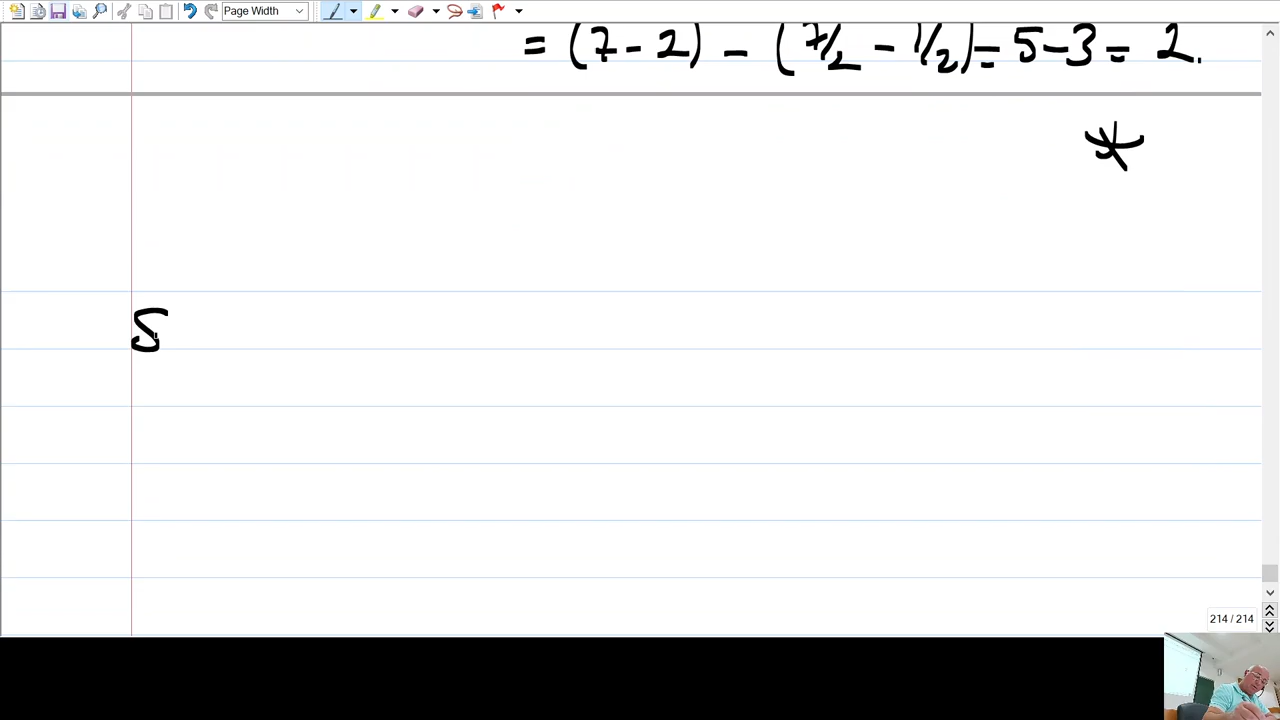 Page Width
= (7 - 2) - (7/2 - 1/2) = 5 - 3 = 2.
*
S
214 / 214